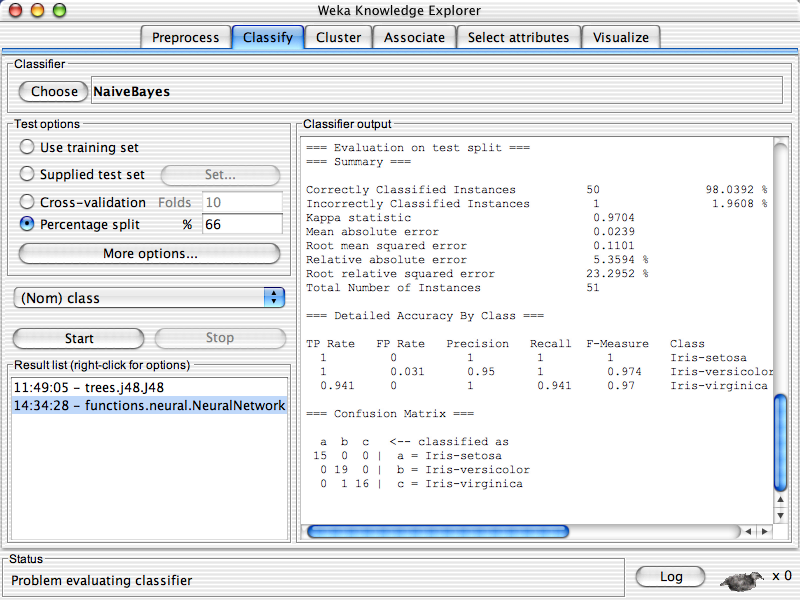 Weka Knowledge Explorer
Preprocess Classify Cluster Associate Select attributes Visualize
Classifier
Choose NaiveBayes
Test options
Use training set
Supplied test set Set...
Cross-validation Folds 10
Percentage split % 66
More options...
(Nom) class
Start Stop
Result list (right-click for options)
11:49:05 - trees.j48.J48
14:34:28 - functions.neural.NeuralNetwork
Classifier output
=== Evaluation on test split ===
=== Summary ===
Correctly Classified Instances 50 98.0392 %
Incorrectly Classified Instances 1 1.9608 %
Kappa statistic 0.9704
Mean absolute error 0.0239
Root mean squared error 0.1101
Relative absolute error 5.3594 %
Root relative squared error 23.2952 %
Total Number of Instances 51
=== Detailed Accuracy By Class ===
TP Rate FP Rate Precision Recall F-Measure Class
1 0 1 1 1 Iris-setosa
1 0.031 0.95 1 0.974 Iris-versicolor
0.941 0 1 0.941 0.97 Iris-virginica
=== Confusion Matrix ===
a b c <-- classified as
15 0 0 | a = Iris-setosa
0 19 0 | b = Iris-versicolor
0 1 16 | c = Iris-virginica
Status
Problem evaluating classifier
Log x 0